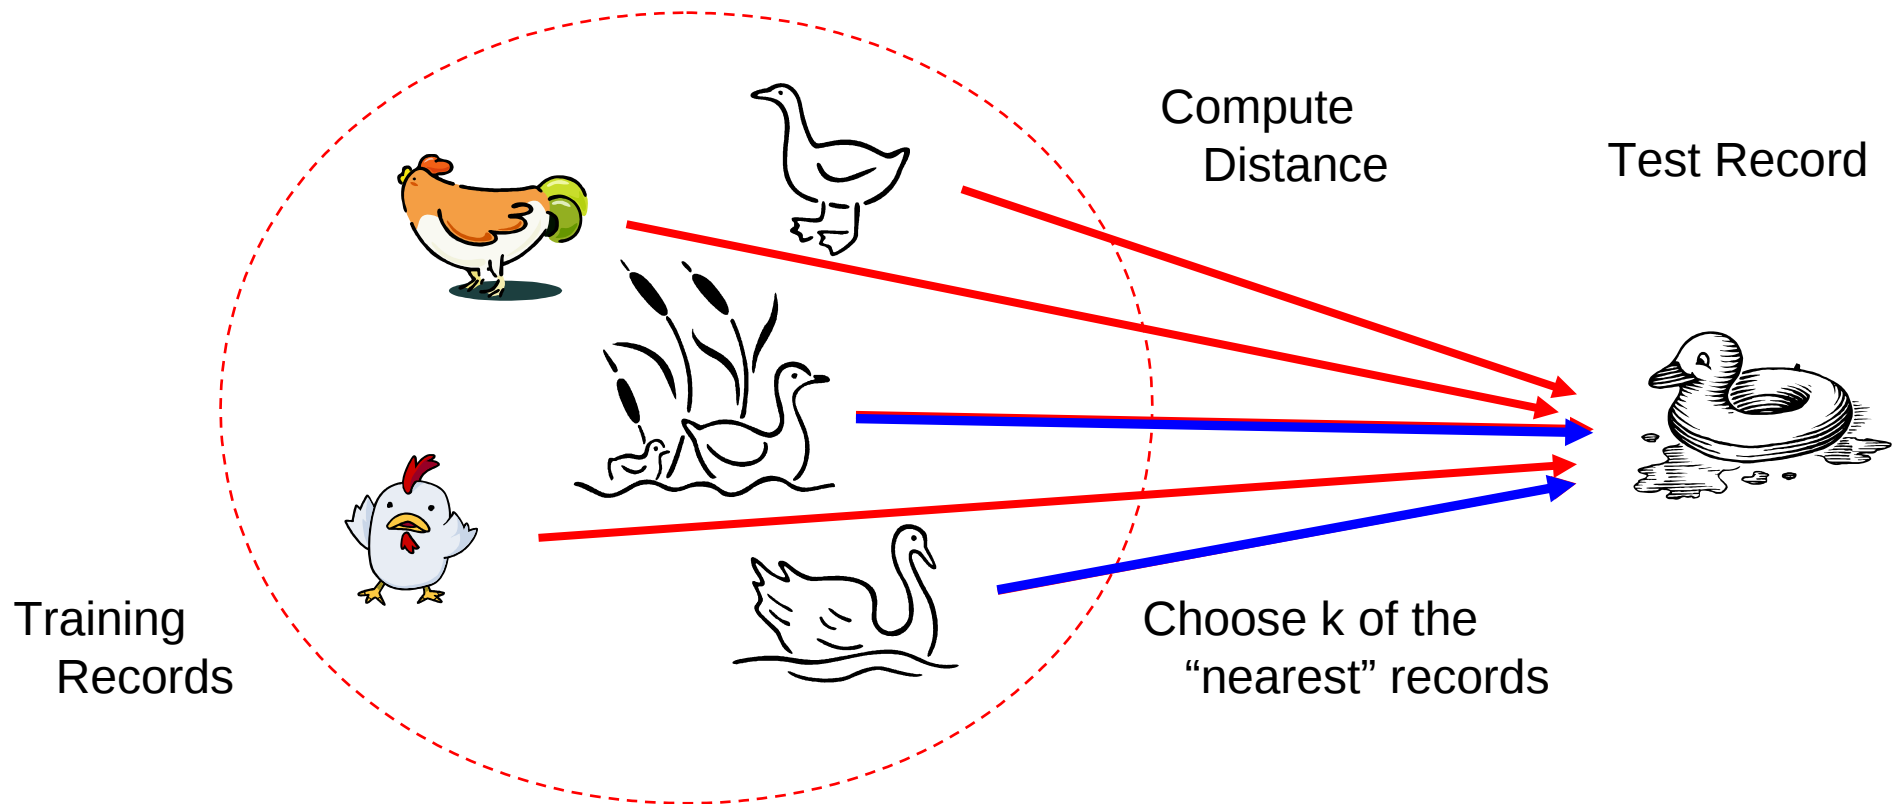 Compute
Distance
Test Record
Training
Records
Choose k of the
“nearest” records